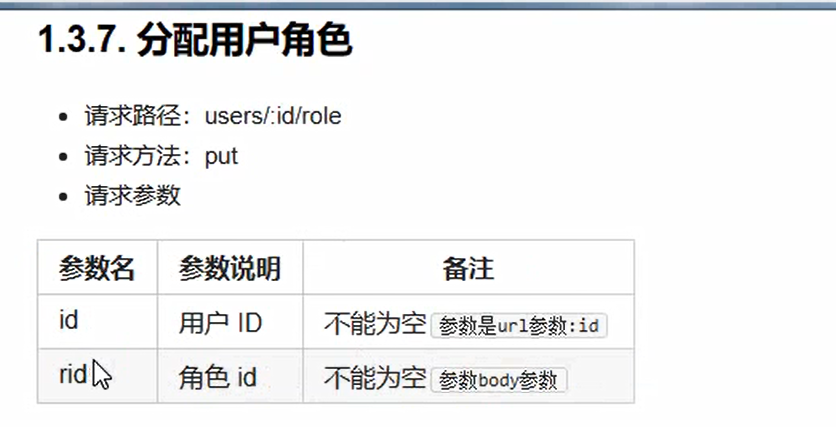 1.3.7. 分配用户角色
请求路径：users/:id/role
请求方法：put
请求参数
参数名 参数说明 备注
id 用户 ID 不能为空 参数是url参数:id
rid 角色 id 不能为空 参数body参数